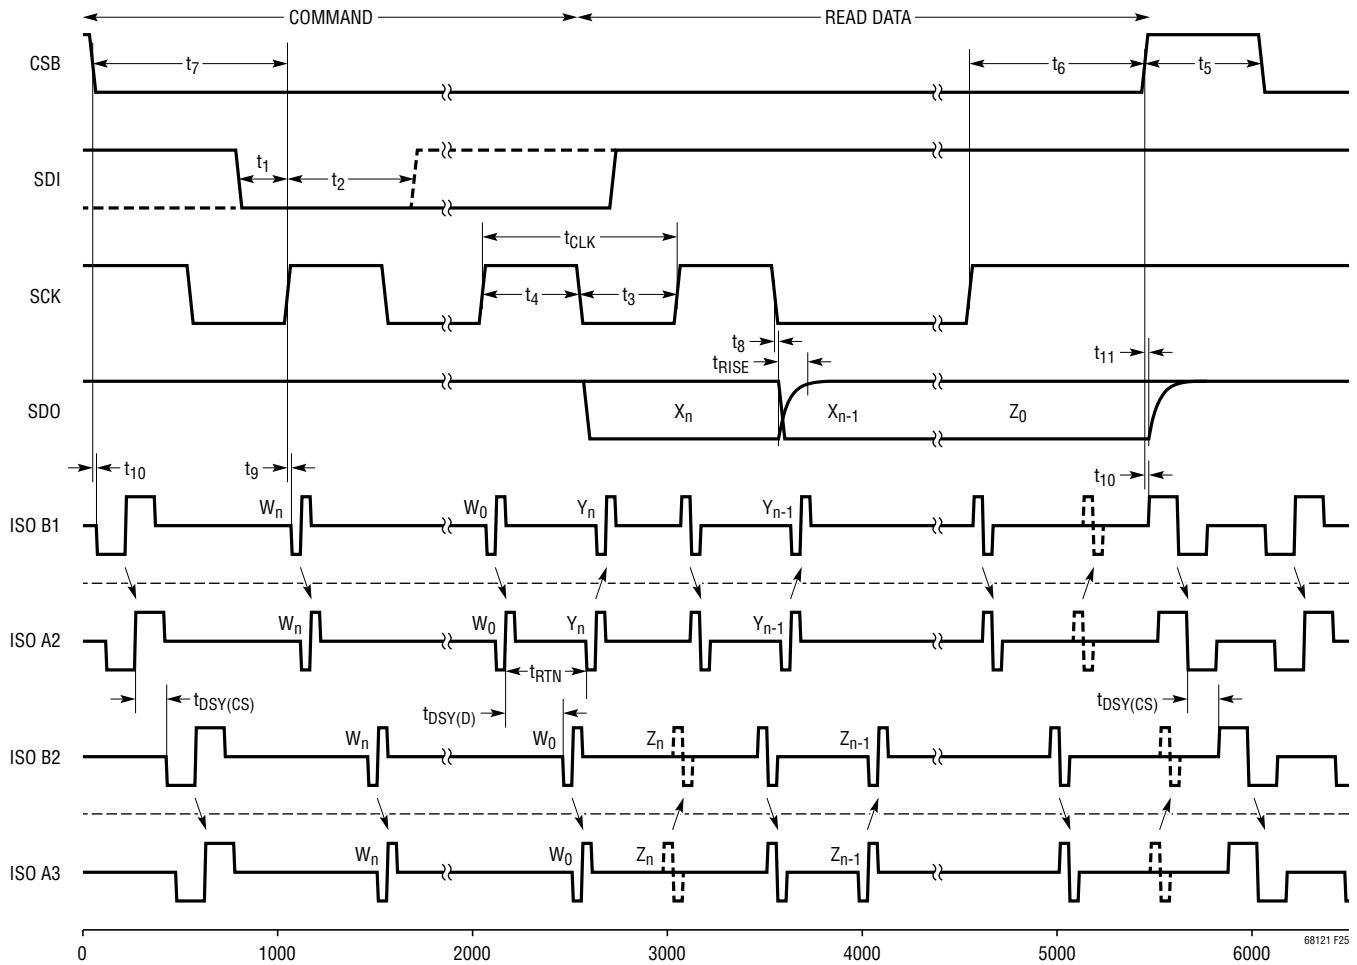 COMMAND READ DATA
CSB t7 t6 t5
SDI t1 t2
tCLK
SCK t4 t3
t8 t11
tRISE
SDO Xn Xn-1 Z0
t10 t9 t10
ISO B1 Wn W0 Yn Yn-1
ISO A2 Wn W0 Yn Yn-1
tRTN
tDSY(CS) tDSY(D) tDSY(CS)
ISO B2 Wn W0 Zn Zn-1
ISO A3 Wn W0 Zn Zn-1
0 1000 2000 3000 4000 5000 6000
68121 F25